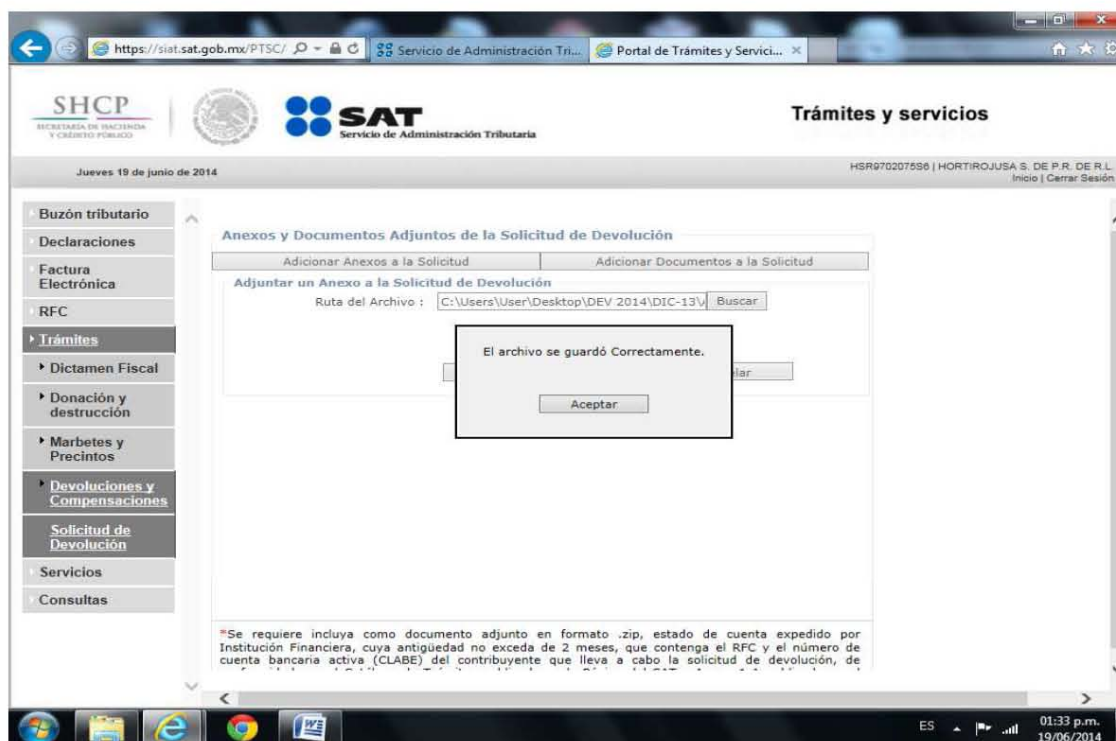 https://siat.sat.gob.mx/PTSC/
Servicio de Administración Tri...
Portal de Trámites y Servici...
SHCP
SECRETARÍA DE HACIENDA
Y CRÉDITO PÚBLICO
SAT
Servicio de Administración Tributaria
Trámites y servicios
Jueves 19 de junio de 2014
HSR9702075S6 | HORTIROJUSA S. DE P.R. DE R.L.
Inicio | Cerrar Sesión
Buzón tributario
Declaraciones
Factura
Electrónica
RFC
Trámites
Dictamen Fiscal
Donación y
destrucción
Marbetes y
Precintos
Devoluciones y
Compensaciones
Solicitud de
Devolución
Servicios
Consultas
Anexos y Documentos Adjuntos de la Solicitud de Devolución
Adicionar Anexos a la Solicitud
Adicionar Documentos a la Solicitud
Adjuntar un Anexo a la Solicitud de Devolución
Ruta del Archivo : C:\Users\User\Desktop\DEV 2014\DIC-13\ Buscar
El archivo se guardó Correctamente.
Aceptar
*Se requiere incluya como documento adjunto en formato .zip, estado de cuenta expedido por
Institución Financiera, cuya antigüedad no exceda de 2 meses, que contenga el RFC y el número de
cuenta bancaria activa (CLABE) del contribuyente que lleva a cabo la solicitud de devolución, de
ES
01:33 p.m.
19/06/2014